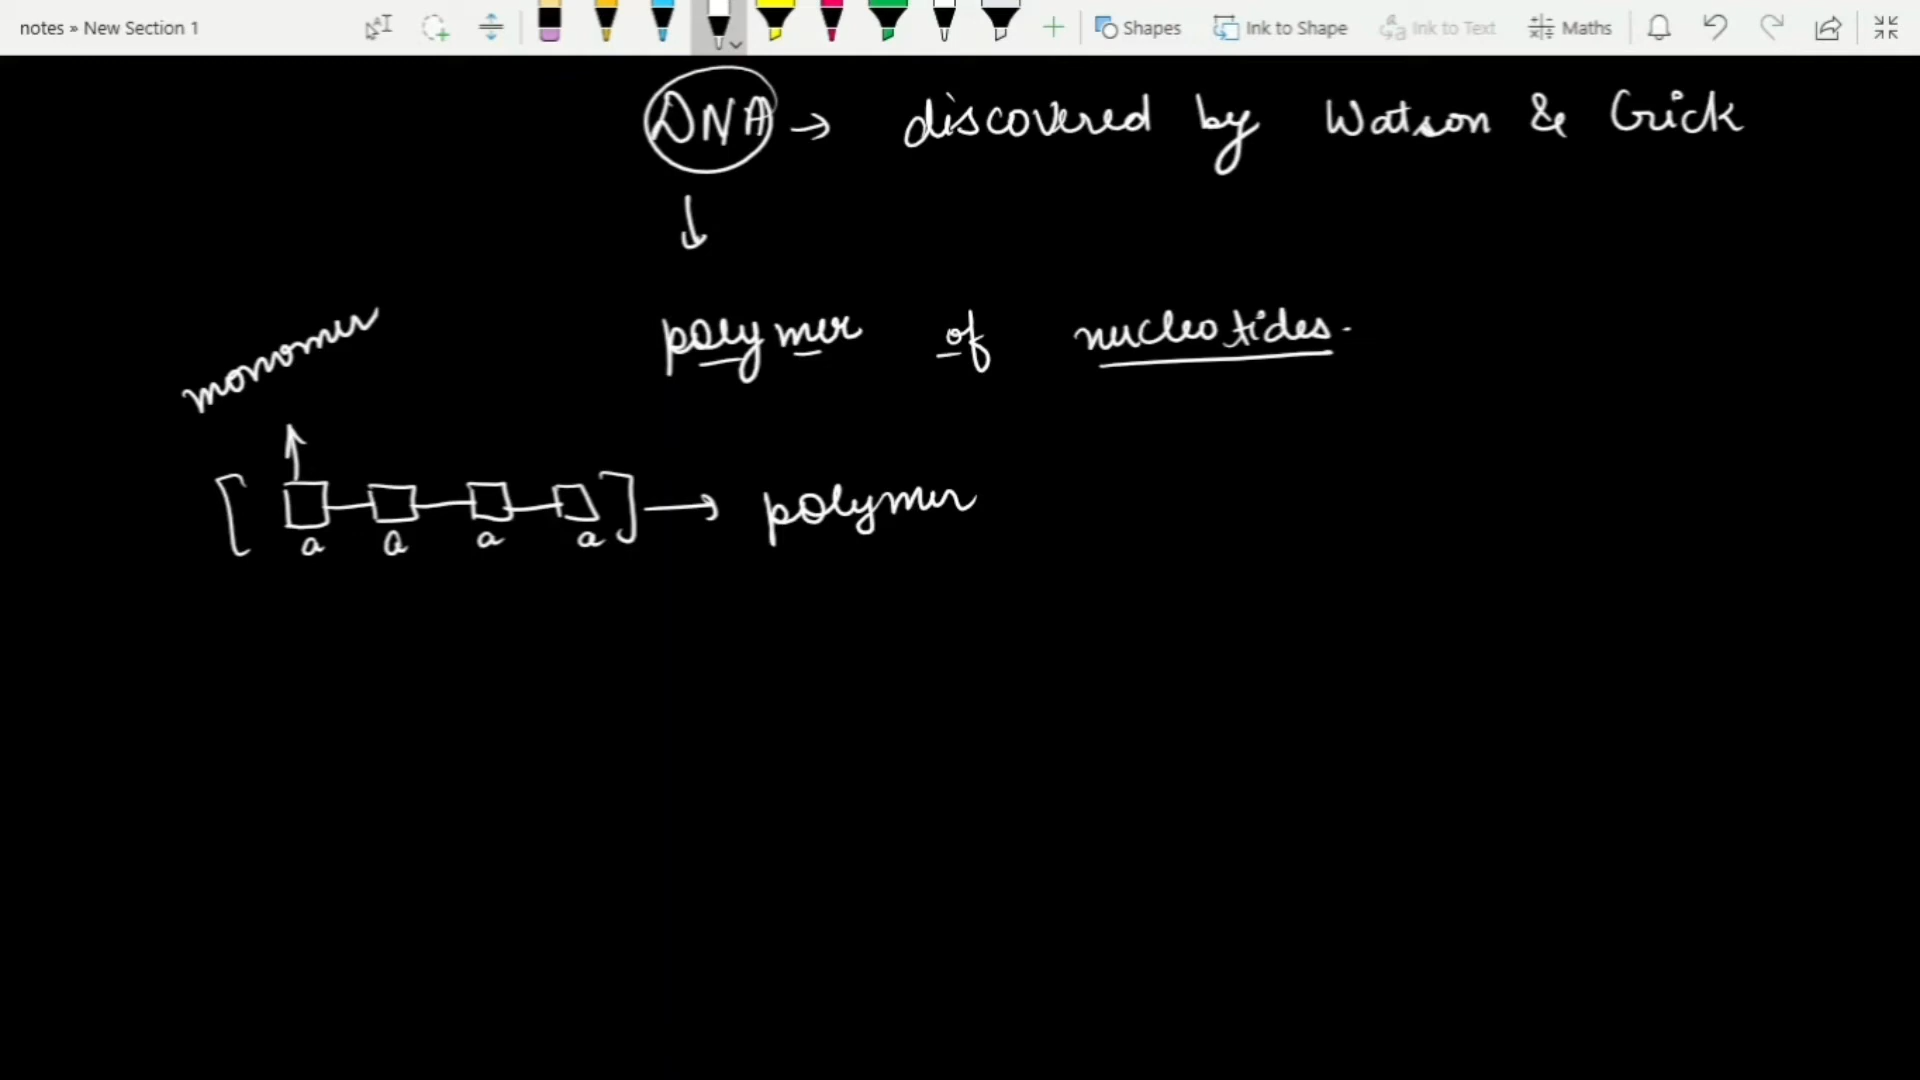 notes » New Section 1
Shapes
Ink to Shape
Ink to Text
Maths
DNA → discovered by Watson & Crick
↓
polymer of nucleotides.
monomer
↑
[ a a a a ] → polymer